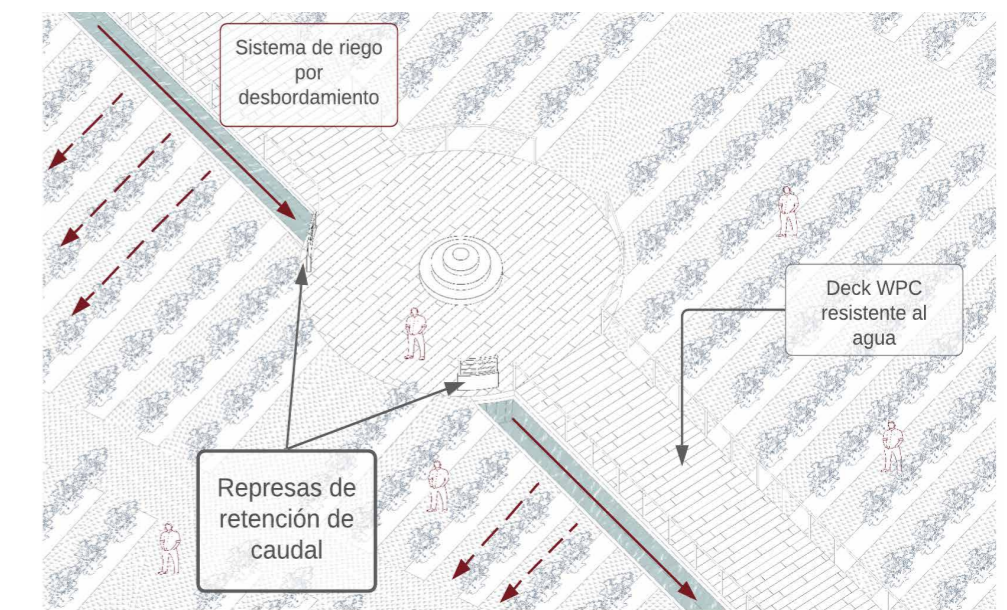 Sistema de riego
por
desbordamiento
Deck WPC
resistente al
agua
Represas de
retención de
caudal